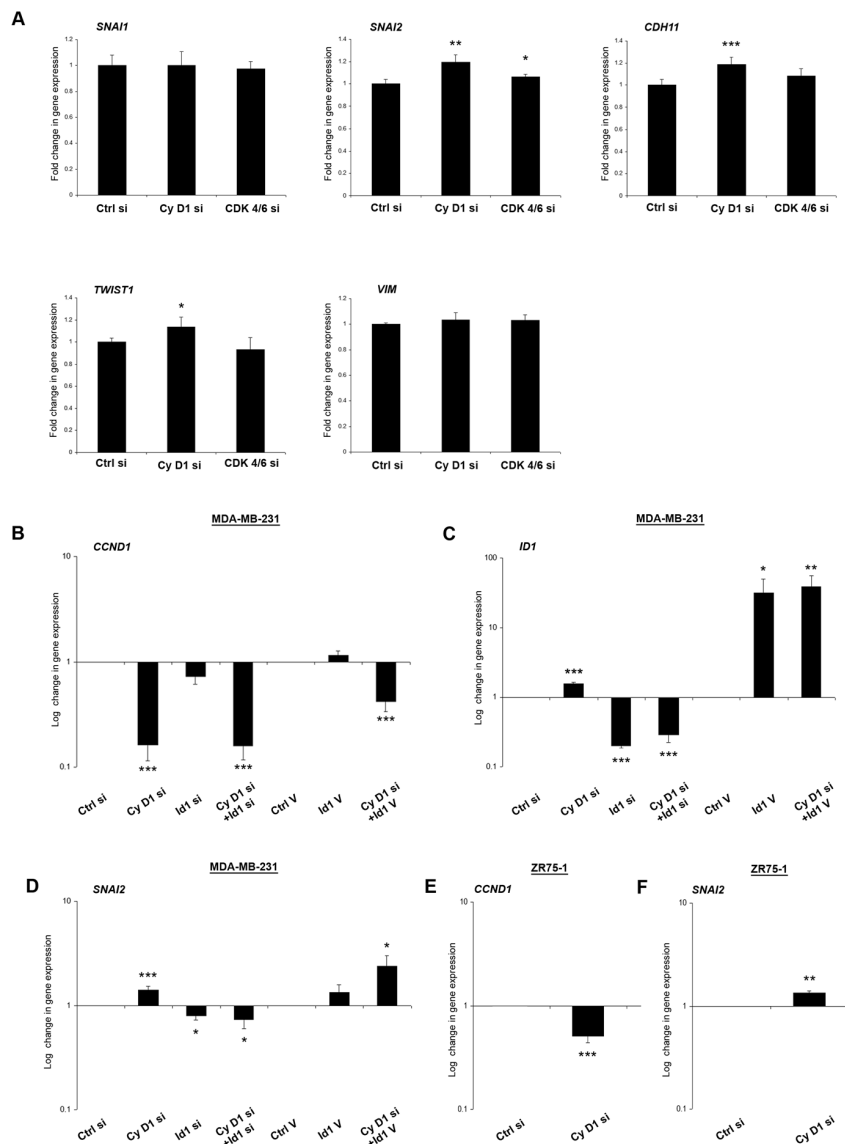 A
SNAI1
Fold change in gene expression
1.4
1.2
1
0.8
0.6
0.4
0.2
0
Ctrl si Cy D1 si CDK 4/6 si
SNAI2
Fold change in gene expression
1.4
1.2
1
0.8
0.6
0.4
0.2
0
** *
Ctrl si Cy D1 si CDK 4/6 si
CDH11
Fold change in gene expression
1.4
1.2
1
0.8
0.6
0.4
0.2
0
***
Ctrl si Cy D1 si CDK 4/6 si
TWIST1
Fold change in gene expression
1.4
1.2
1
0.8
0.6
0.4
0.2
0
*
Ctrl si Cy D1 si CDK 4/6 si
VIM
Fold change in gene expression
1.4
1.2
1
0.8
0.6
0.4
0.2
0
Ctrl si Cy D1 si CDK 4/6 si
B
MDA-MB-231
CCND1
Log change in gene expression
10
1
0.1
*** *** ***
Ctrl si Cy D1 si Id1 si Cy D1 si +Id1 si Ctrl V Id1 V Cy D1 si +Id1 V
C
MDA-MB-231
ID1
Log change in gene expression
100
10
1
0.1
*** *** *** * **
Ctrl si Cy D1 si Id1 si Cy D1 si +Id1 si Ctrl V Id1 V Cy D1 si +Id1 V
D
MDA-MB-231
SNAI2
Log change in gene expression
10
1
0.1
*** * * *
Ctrl si Cy D1 si Id1 si Cy D1 si +Id1 si Ctrl V Id1 V Cy D1 si +Id1 V
E
ZR75-1
CCND1
Log change in gene expression
10
1
0.1
***
Ctrl si Cy D1 si
F
ZR75-1
SNAI2
Log change in gene expression
10
1
0.1
**
Ctrl si Cy D1 si